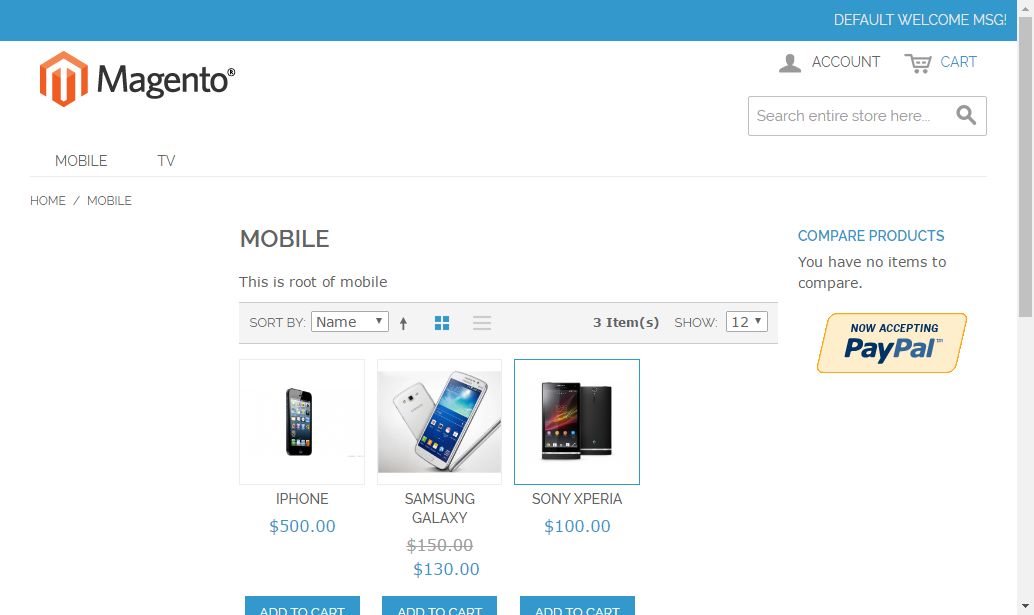 DEFAULT WELCOME MSG!
Magento®
ACCOUNT
CART
Search entire store here...
MOBILE
TV
HOME / MOBILE
MOBILE
This is root of mobile
SORT BY: Name
3 Item(s)
SHOW: 12
COMPARE PRODUCTS
You have no items to
compare.
NOW ACCEPTING
PayPal™
IPHONE
$500.00
SAMSUNG
GALAXY
$150.00
$130.00
SONY XPERIA
$100.00
ADD TO CART
ADD TO CART
ADD TO CART